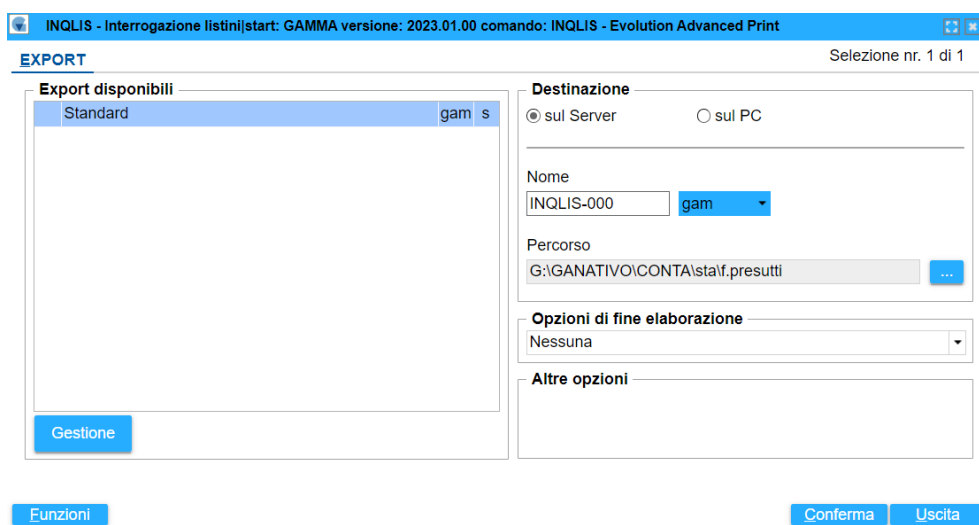 INQLIS - Interrogazione listini|start: GAMMA versione: 2023.01.00 comando: INQLIS - Evolution Advanced Print
EXPORT
Selezione nr. 1 di 1
Export disponibili
Standard gam s
Gestione
Destinazione
sul Server sul PC
Nome
INQLIS-000 gam
Percorso
G:\GANATIVO\CONTA\sta\f.presutti ...
Opzioni di fine elaborazione
Nessuna
Altre opzioni
Funzioni Conferma Uscita